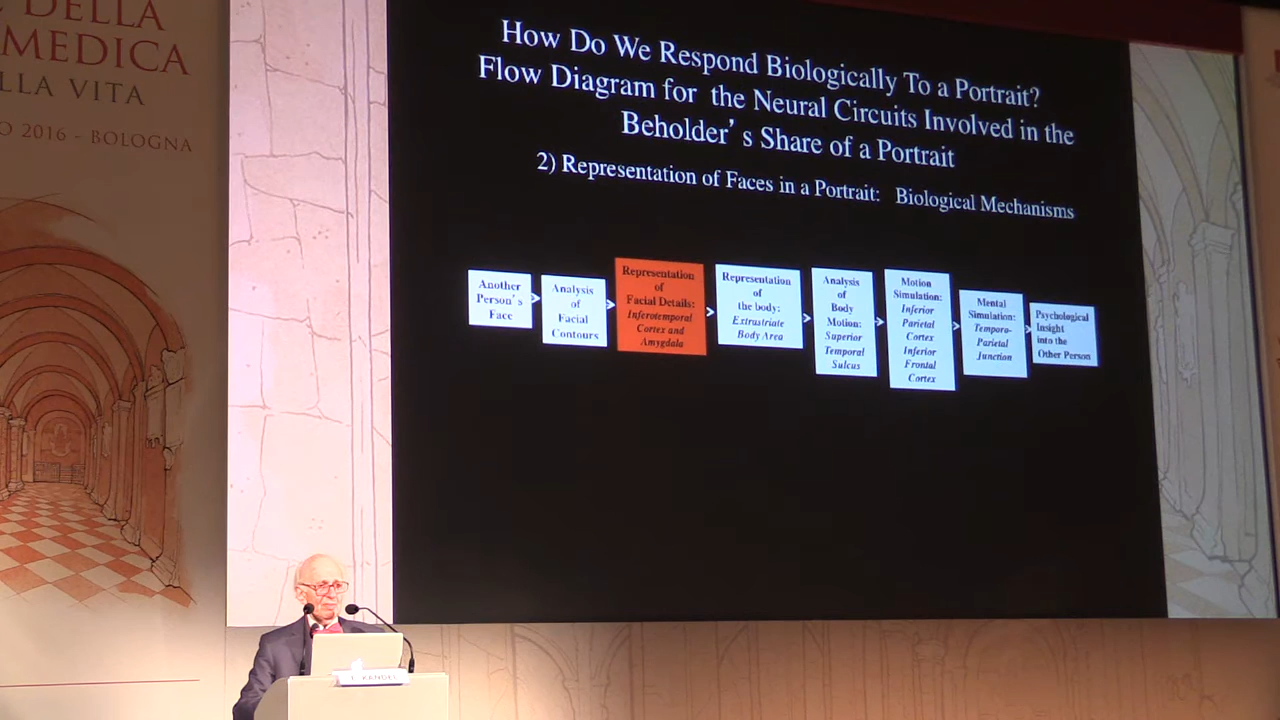 DELLA
MEDICA
LLA VITA
O 2016 - BOLOGNA
How Do We Respond Biologically To a Portrait?
Flow Diagram for the Neural Circuits Involved in the
Beholder's Share of a Portrait
2) Representation of Faces in a Portrait: Biological Mechanisms
Another
Person's
Face
Analysis
of
Facial
Contours
Representation
of
Facial Details:
Inferotemporal
Cortex and
Amygdala
Representation
of
the body:
Extrastriate
Body Area
Analysis
of
Body
Motion:
Superior
Temporal
Sulcus
Motion
Simulation:
Inferior
Parietal
Cortex
Inferior
Frontal
Cortex
Mental
Simulation:
Temporo-
Parietal
Junction
Psychological
Insight
into the
Other Person
E. KANDEL